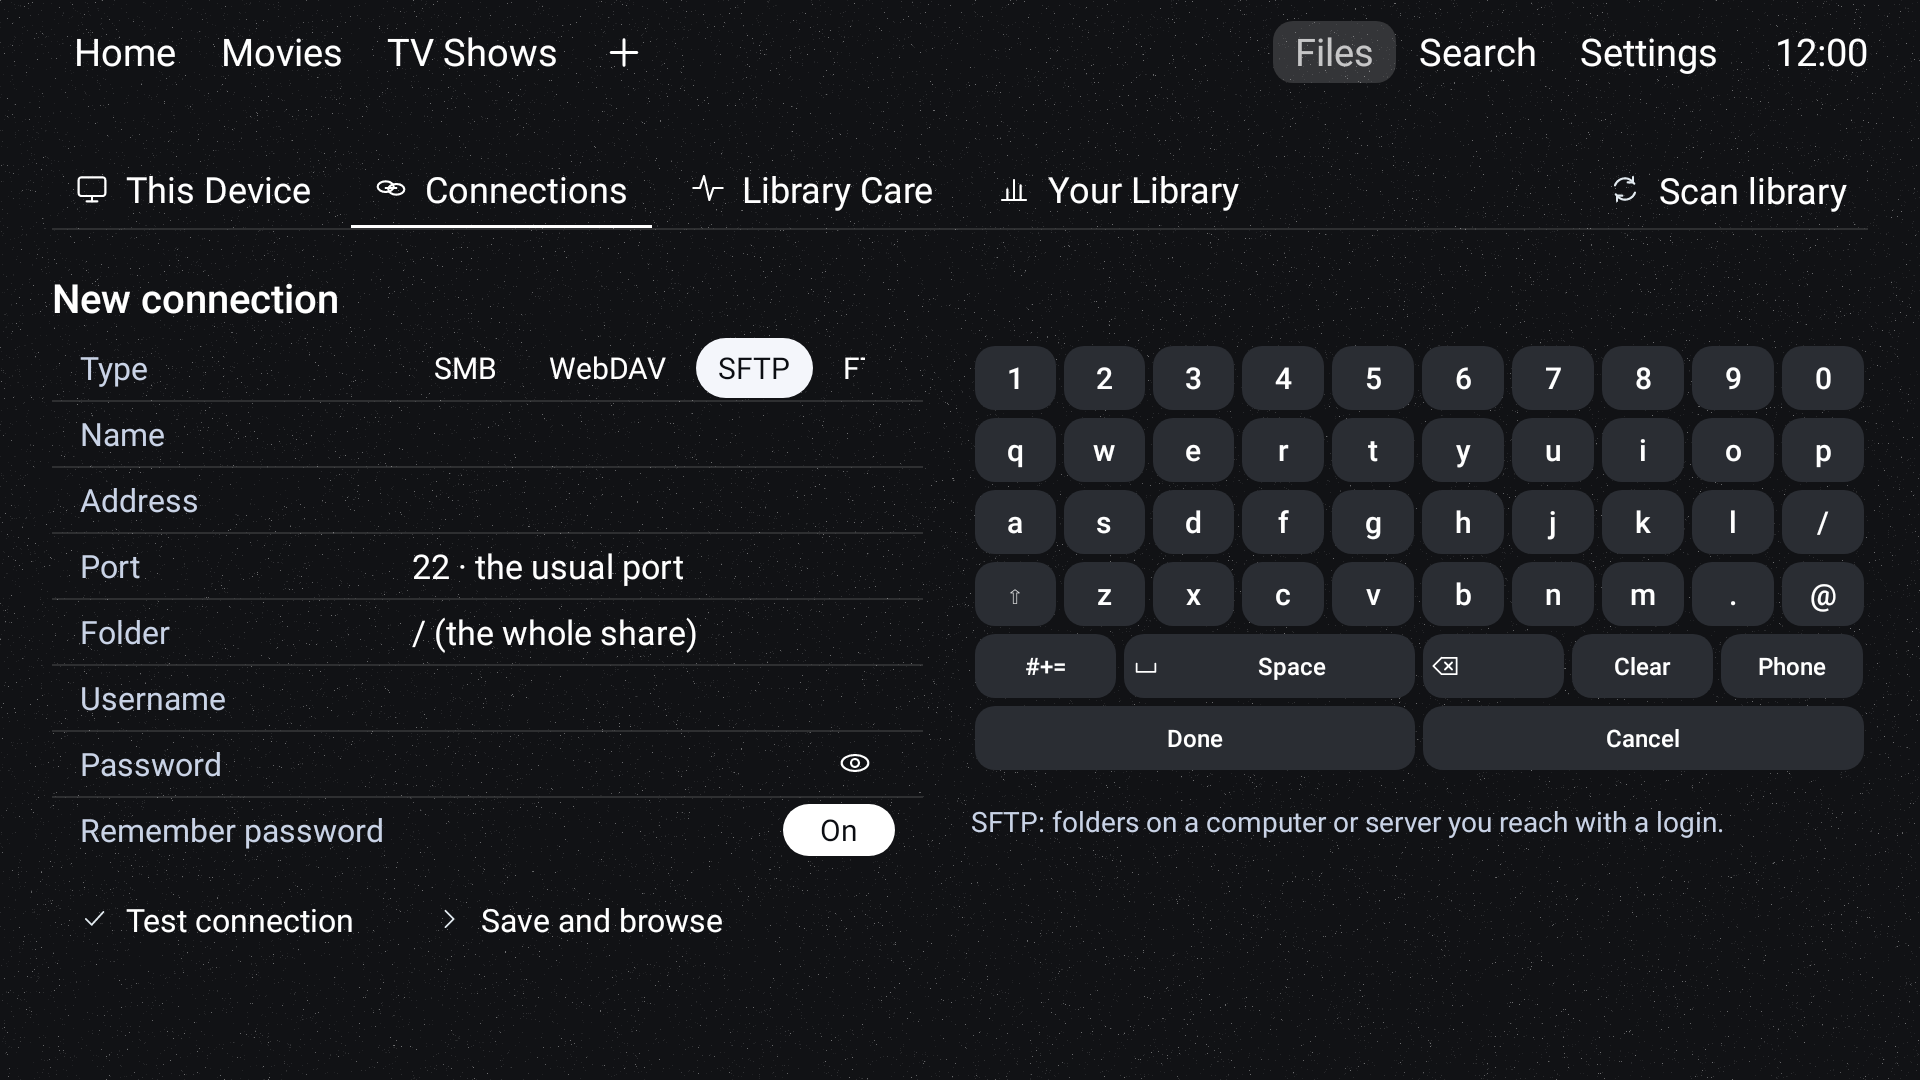 Home Movies TV Shows + Files Search Settings 12:00
This Device Connections Library Care Your Library Scan library
New connection
Type SMB WebDAV SFTP
Name
Address
Port 22 · the usual port
Folder / (the whole share)
Username
Password
Remember password On
Test connection Save and browse
1 2 3 4 5 6 7 8 9 0
q w e r t y u i o p
a s d f g h j k l /
⇧ z x c v b n m . @
#+= Space Clear Phone
Done Cancel
SFTP: folders on a computer or server you reach with a login.